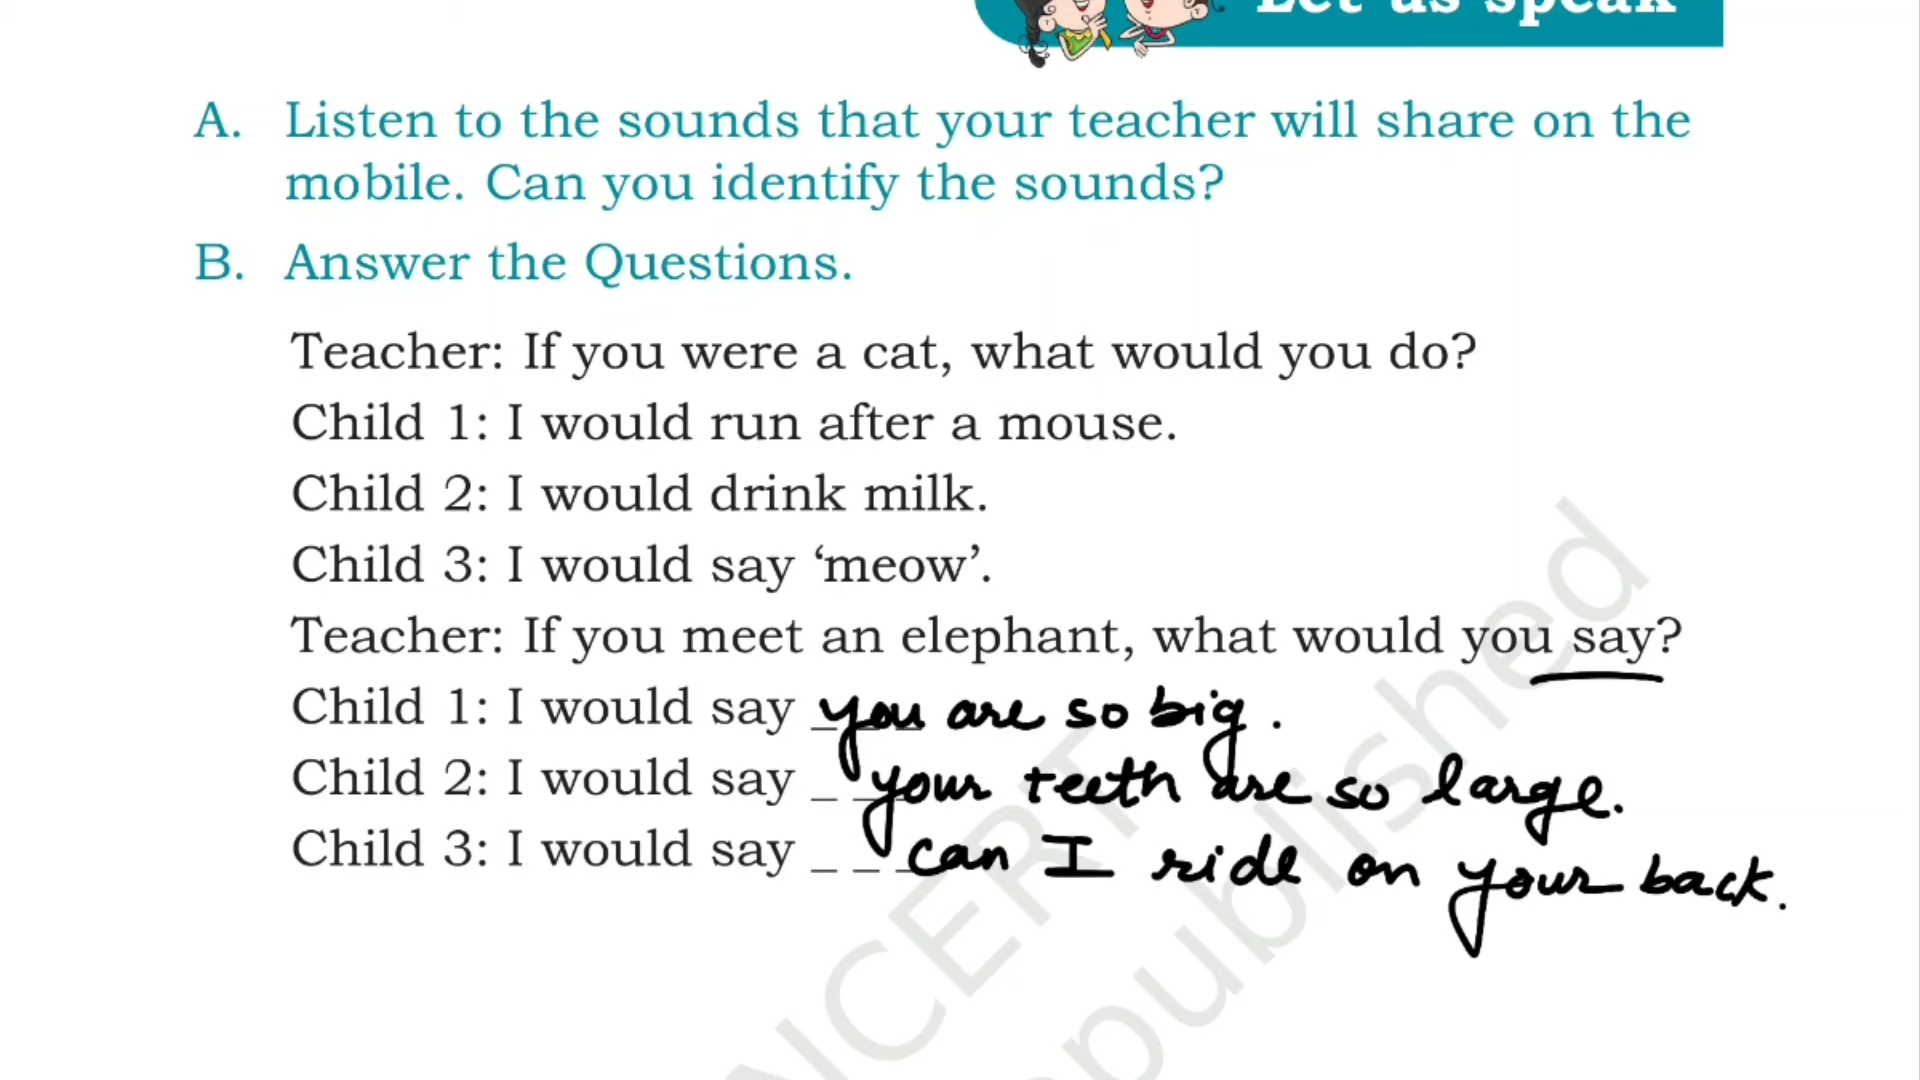 Let us speak
A. Listen to the sounds that your teacher will share on the
mobile. Can you identify the sounds?
B. Answer the Questions.
Teacher: If you were a cat, what would you do?
Child 1: I would run after a mouse.
Child 2: I would drink milk.
Child 3: I would say ‘meow’.
Teacher: If you meet an elephant, what would you say?
Child 1: I would say _ _ _ you are so big.
Child 2: I would say _ _ _ your teeth are so large.
Child 3: I would say _ _ _ can I ride on your back.
NCERT
published